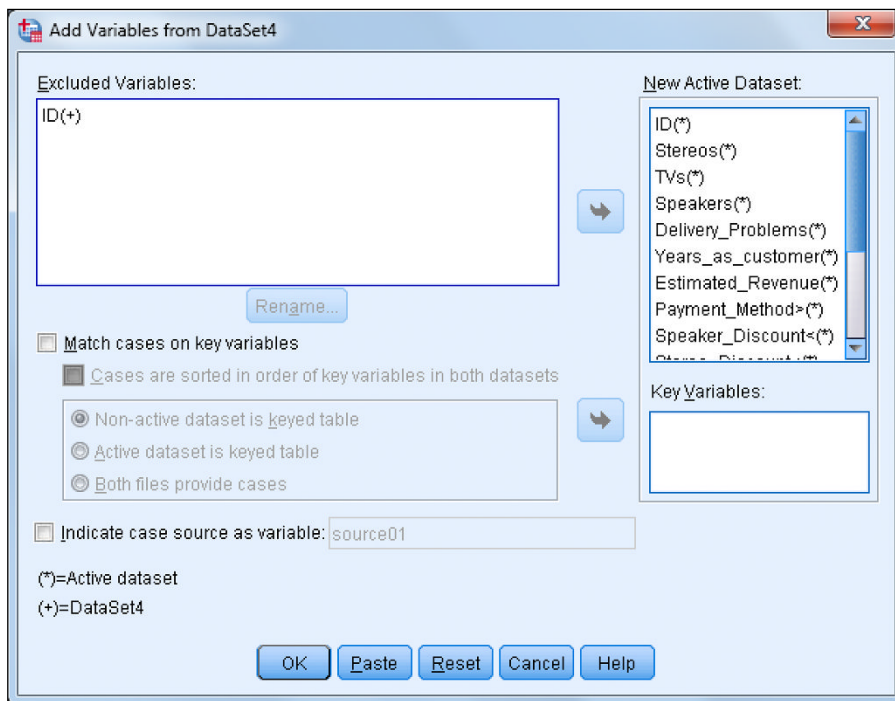 Add Variables from DataSet4
X
Excluded Variables:
ID(+)
Rename...
New Active Dataset:
ID(*)
Stereos(*)
TVs(*)
Speakers(*)
Delivery_Problems(*)
Years_as_customer(*)
Estimated_Revenue(*)
Payment_Method>(*)
Speaker_Discount<(*)
Match cases on key variables
Cases are sorted in order of key variables in both datasets
Non-active dataset is keyed table
Active dataset is keyed table
Both files provide cases
Key Variables:
Indicate case source as variable: source01
(*)=Active dataset
(+)=DataSet4
OK Paste Reset Cancel Help